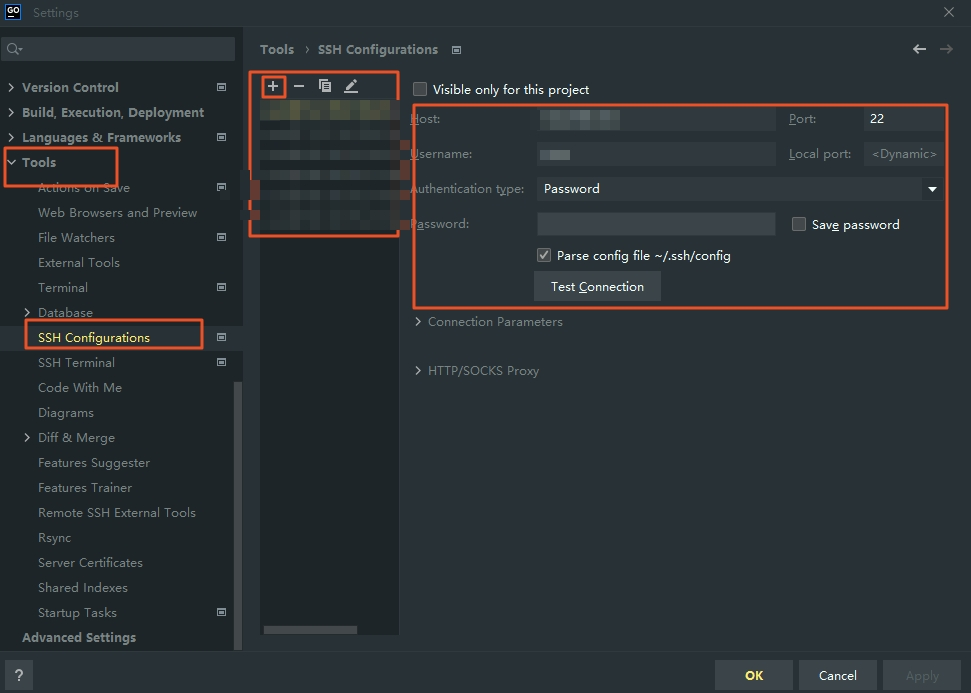 GO Settings
Tools › SSH Configurations
Version Control
Build, Execution, Deployment
Languages & Frameworks
Tools
Actions on Save
Web Browsers and Preview
File Watchers
External Tools
Terminal
Database
SSH Configurations
SSH Terminal
Code With Me
Diagrams
Diff & Merge
Features Suggester
Features Trainer
Remote SSH External Tools
Rsync
Server Certificates
Shared Indexes
Startup Tasks
Advanced Settings
Visible only for this project
Host:
Port: 22
Username:
Local port: <Dynamic>
Authentication type: Password
Password:
Save password
Parse config file ~/.ssh/config
Test Connection
Connection Parameters
HTTP/SOCKS Proxy
?
OK
Cancel
Apply